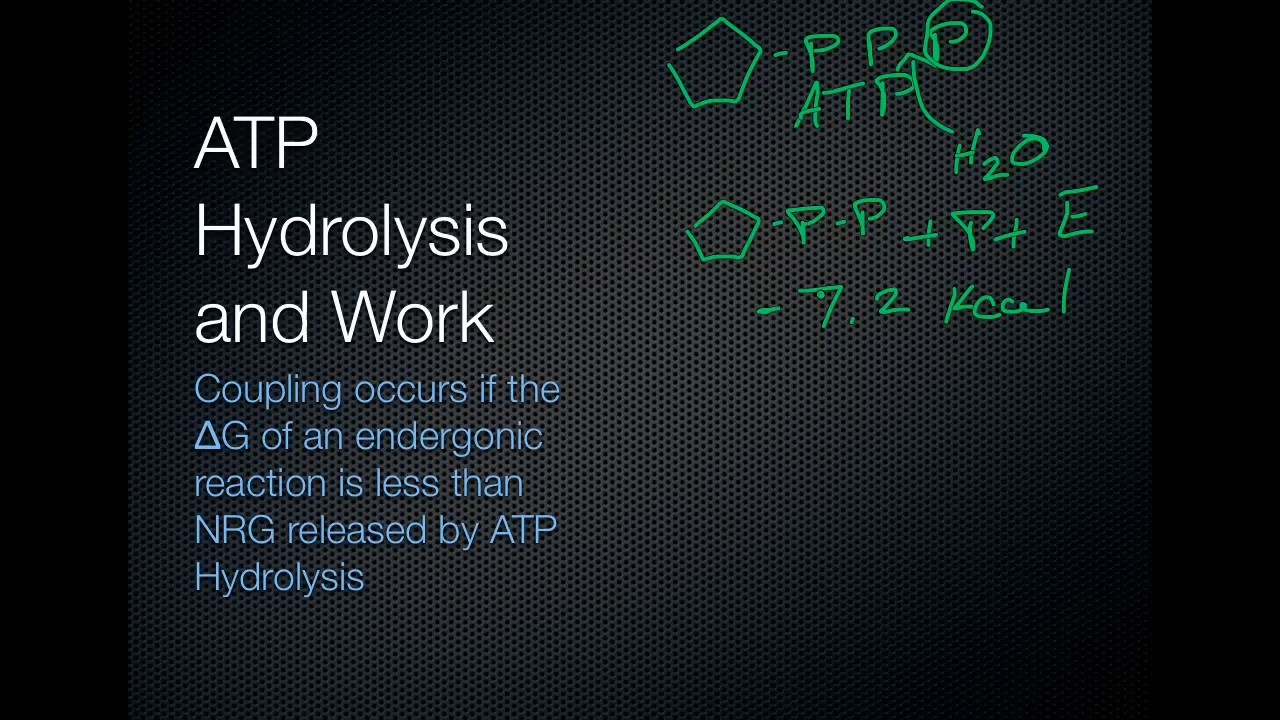 ATP
Hydrolysis
and Work
Coupling occurs if the
ΔG of an endergonic
reaction is less than
NRG released by ATP
Hydrolysis
- P P P
ATP
H2O
- P - P + P + E
- 7.2 Kcal